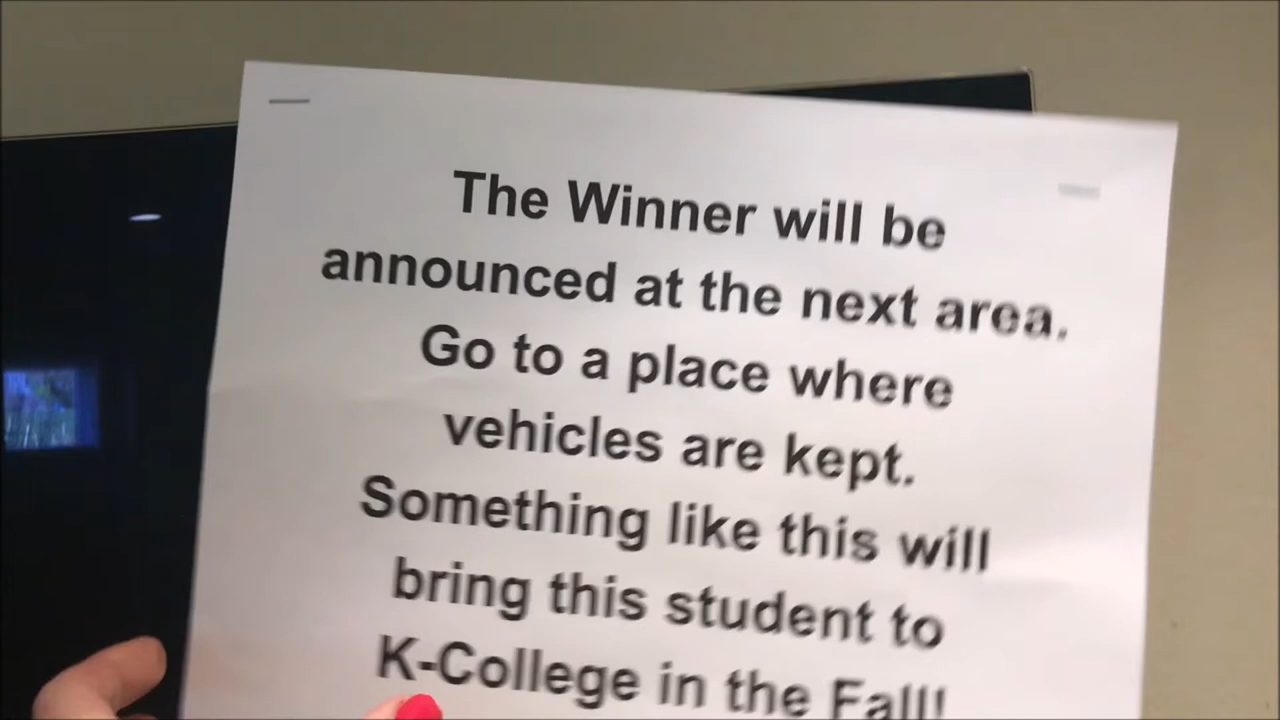 The Winner will be
announced at the next area.
Go to a place where
vehicles are kept.
Something like this will
bring this student to
K-College in the Fall!